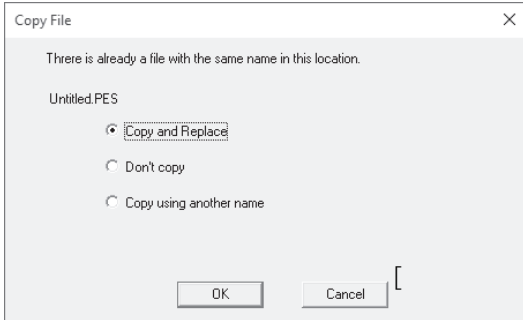 Copy File
Threre is already a file with the same name in this location.
Untitled.PES
Copy and Replace
Don't copy
Copy using another name
OK Cancel [